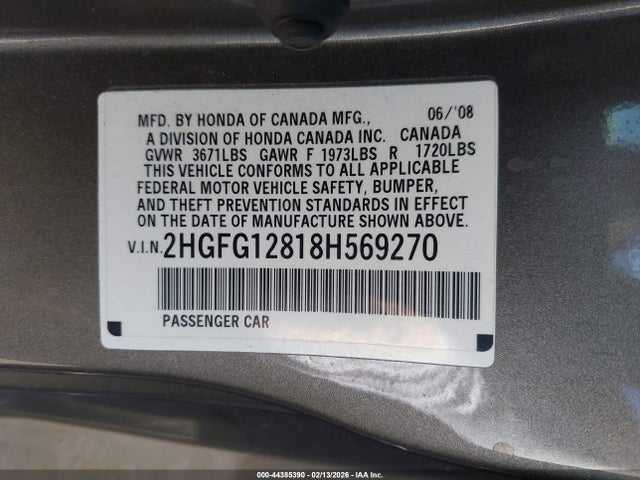 MFD. BY HONDA OF CANADA MFG., 06/'08
A DIVISION OF HONDA CANADA INC. CANADA
GVWR 3671LBS GAWR F 1973LBS R 1720LBS
THIS VEHICLE CONFORMS TO ALL APPLICABLE
FEDERAL MOTOR VEHICLE SAFETY, BUMPER,
AND THEFT PREVENTION STANDARDS IN EFFECT
ON THE DATE OF MANUFACTURE SHOWN ABOVE.
V.I.N. 2HGFG12818H569270
PASSENGER CAR
000-44385390 - 02/13/2026 - IAA Inc.